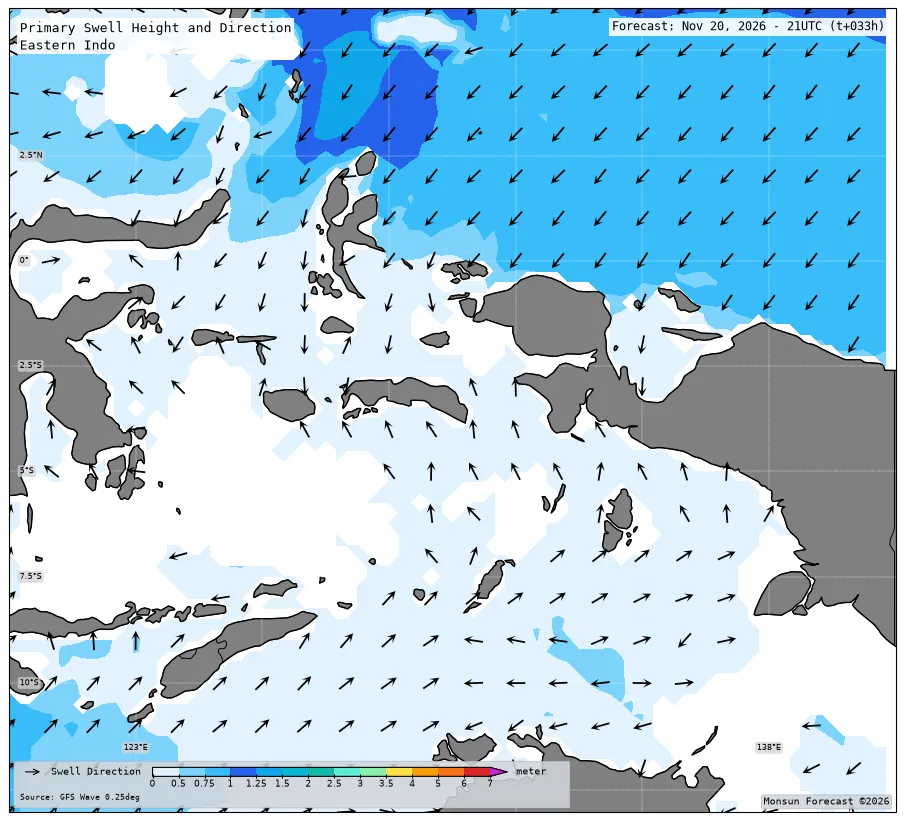 Primary Swell Height and Direction
Eastern Indo
Forecast: Nov 20, 2026 - 21UTC (t+033h)
2.5°N
0°
2.5°S
5°S
7.5°S
10°S
123°E
138°E
Swell Direction
meter
0 0.5 0.75 1 1.25 1.5 2 2.5 3 3.5 4 5 6 7
Source: GFS Wave 0.25deg
Monsun Forecast ©2026